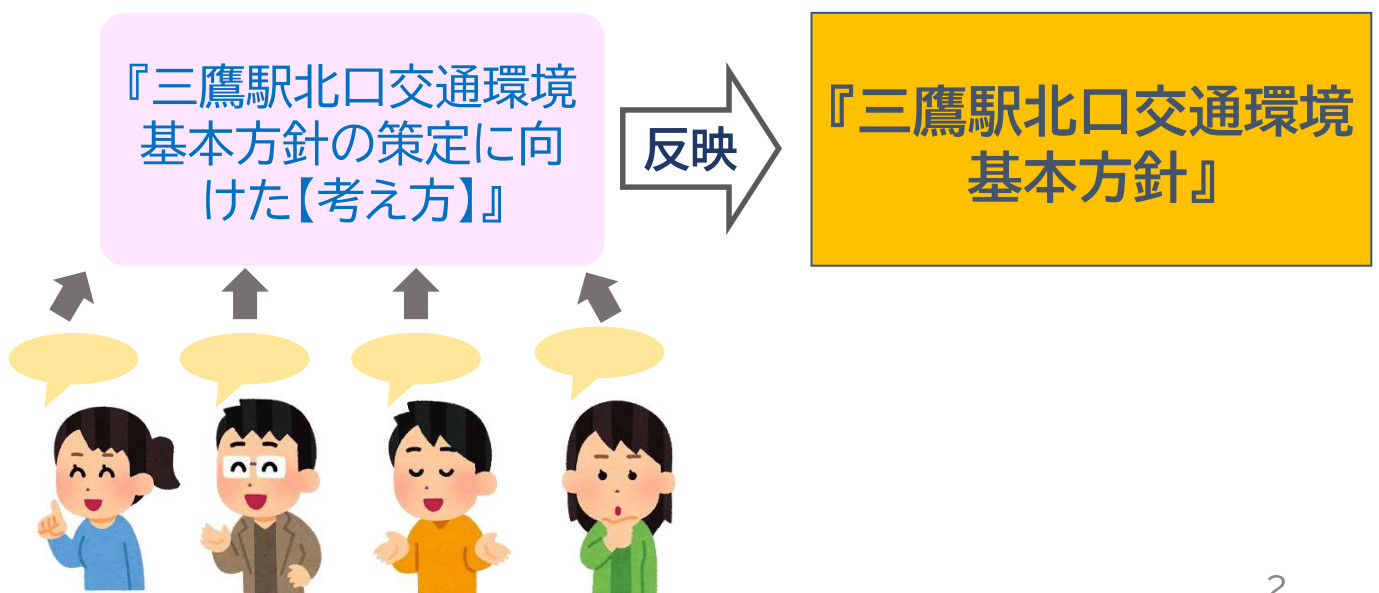 『三鷹駅北口交通環境
基本方針の策定に向
けた【考え方】』
反映
『三鷹駅北口交通環境
基本方針』
2